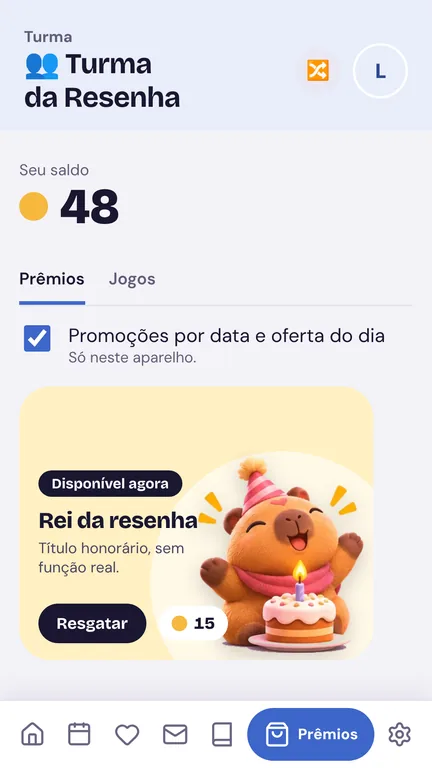 Turma
👥 Turma
da Resenha
L
Seu saldo
48
Prêmios
Jogos
Promoções por data e oferta do dia
Só neste aparelho.
Disponível agora
Rei da resenha
Título honorário, sem
função real.
Resgatar
15
Prêmios